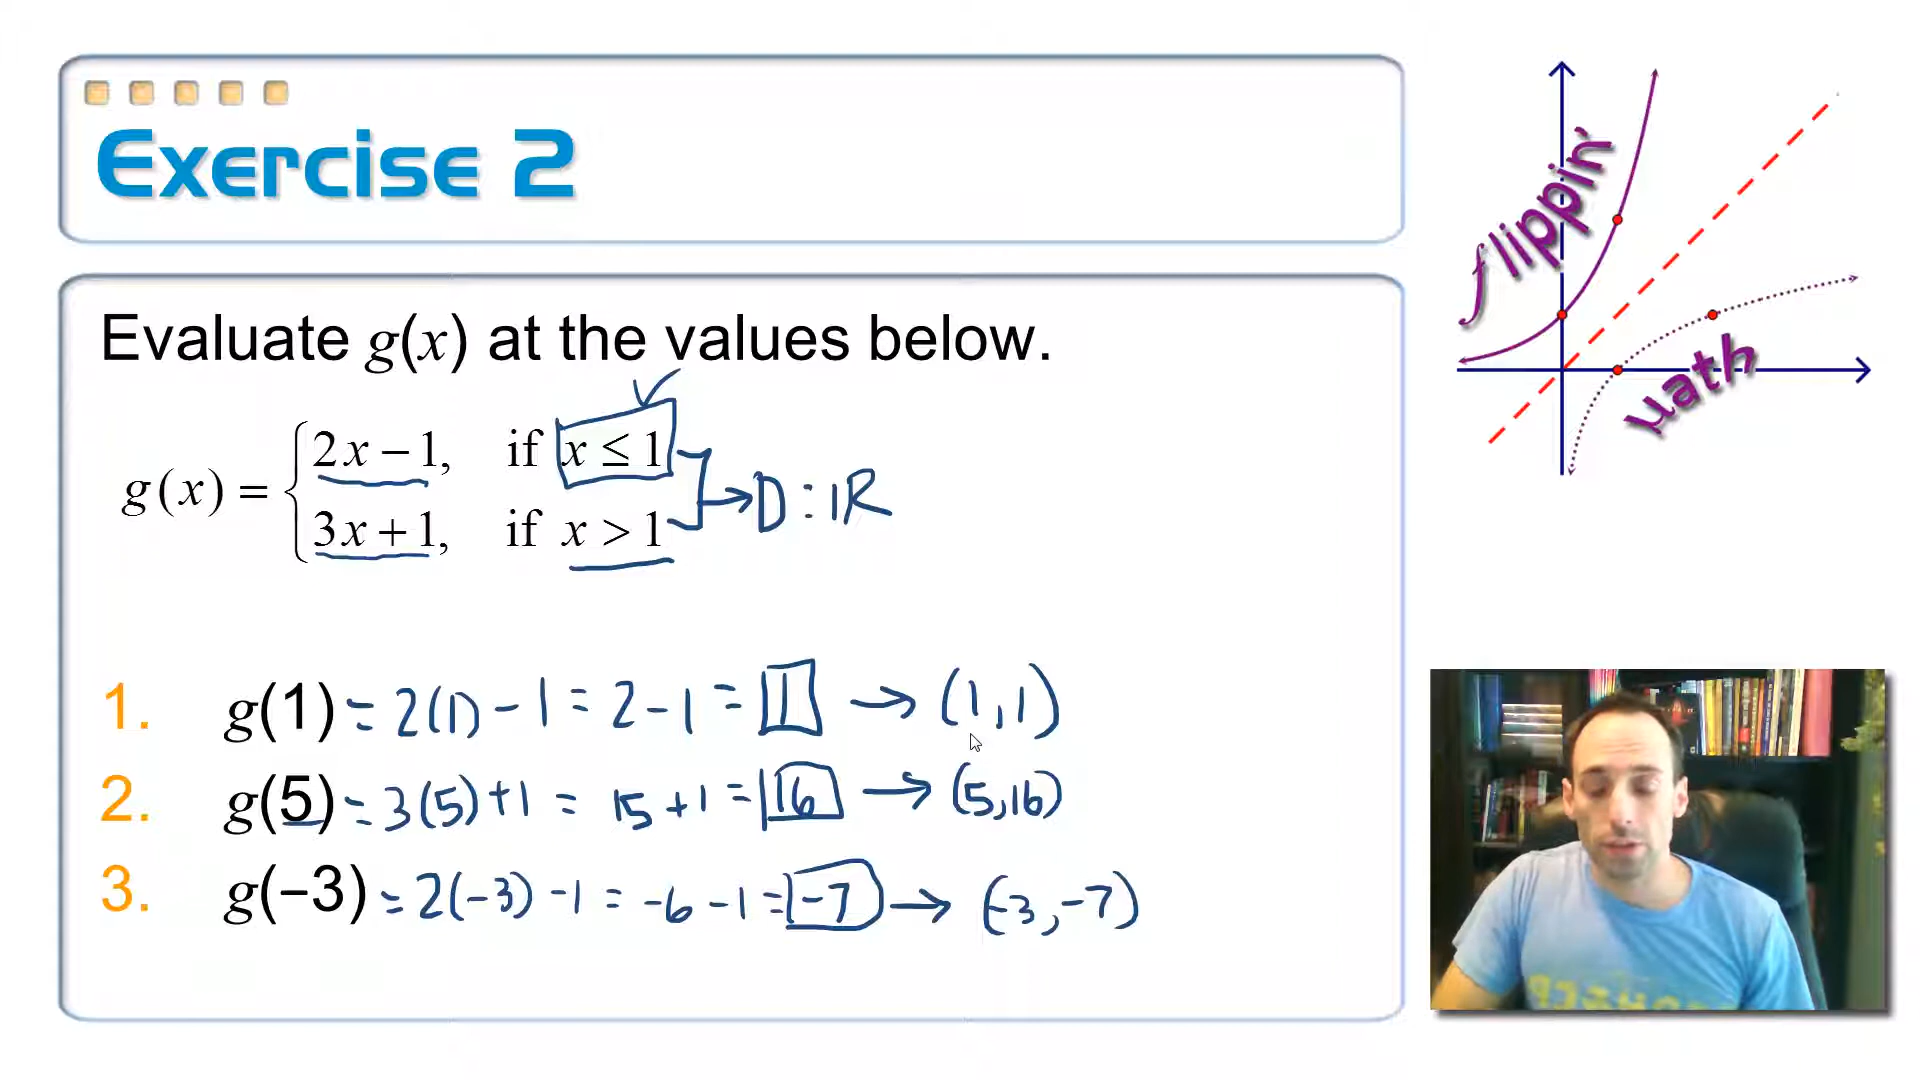 Exercise 2
Evaluate g(x) at the values below.
g(x) = { 2x − 1, if x ≤ 1
3x + 1, if x > 1
→ D : ℝ
1. g(1) = 2(1) - 1 = 2 - 1 = 1 → (1, 1)
2. g(5) = 3(5) + 1 = 15 + 1 = 16 → (5, 16)
3. g(−3) = 2(-3) - 1 = -6 - 1 = -7 → (-3, -7)
flippin'
math